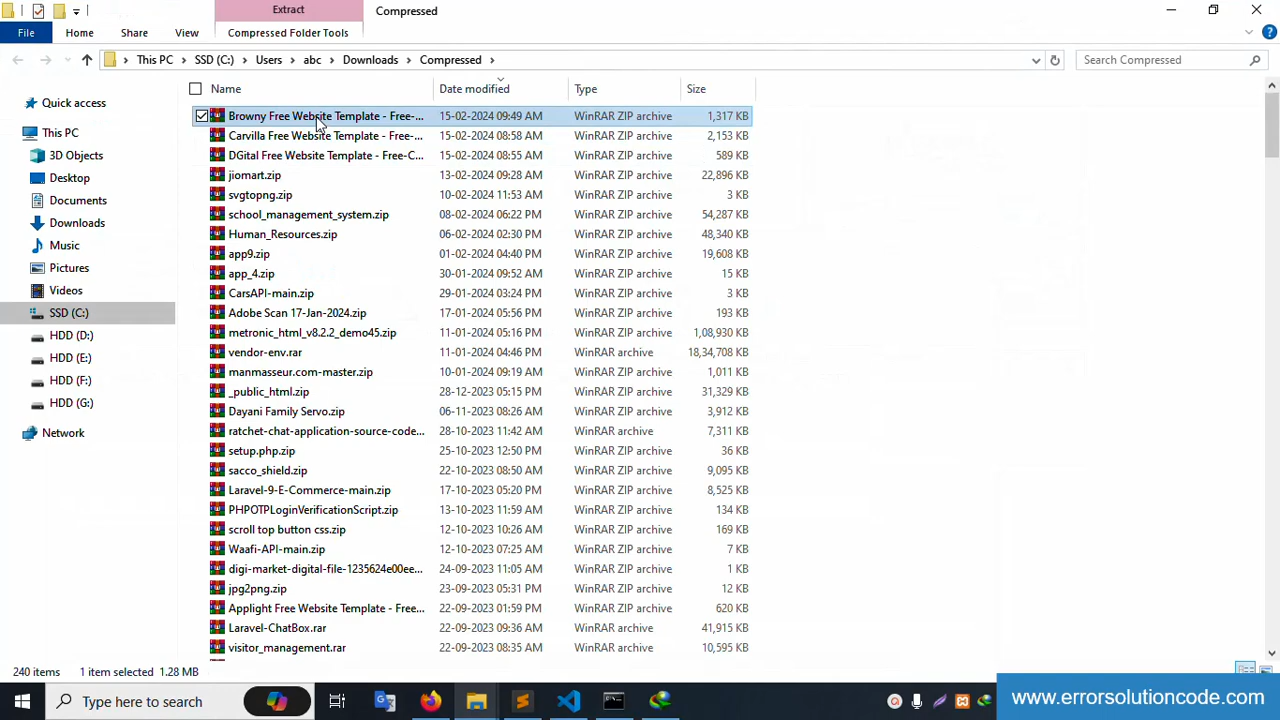 Extract
Compressed
File
Home
Share
View
Compressed Folder Tools
This PC
SSD (C:)
Users
abc
Downloads
Compressed
Search Compressed
Name
Date modified
Type
Size
Quick access
This PC
3D Objects
Desktop
Documents
Downloads
Music
Pictures
Videos
SSD (C:)
HDD (D:)
HDD (E:)
HDD (F:)
HDD (G:)
Network
Browny Free Website Template - Free-... 15-02-2024 09:49 AM WinRAR ZIP archive 1,317 KB
Carvilla Free Website Template - Free-... 15-02-2024 08:58 AM WinRAR ZIP archive 2,153 KB
DGital Free Website Template - Free-C... 15-02-2024 08:55 AM WinRAR ZIP archive 589 KB
jiomart.zip 13-02-2024 09:28 AM WinRAR ZIP archive 22,896 KB
svgtopng.zip 10-02-2024 11:53 AM WinRAR ZIP archive 3 KB
school_management_system.zip 08-02-2024 06:22 PM WinRAR ZIP archive 54,287 KB
Human_Resources.zip 06-02-2024 02:30 PM WinRAR ZIP archive 48,340 KB
app9.zip 01-02-2024 04:40 PM WinRAR ZIP archive 19,608 KB
app_4.zip 30-01-2024 09:52 AM WinRAR ZIP archive 15 KB
CarsAPI-main.zip 29-01-2024 03:24 PM WinRAR ZIP archive 3 KB
Adobe Scan 17-Jan-2024.zip 17-01-2024 05:56 PM WinRAR ZIP archive 193 KB
metronic_html_v8.2.2_demo45.zip 11-01-2024 05:16 PM WinRAR ZIP archive 1,08,930 KB
vendor-env.rar 11-01-2024 04:46 PM WinRAR archive 18,34,708 KB
manmasseur.com-master.zip 10-01-2024 09:19 AM WinRAR ZIP archive 1,011 KB
_public_html.zip 28-12-2023 05:15 PM WinRAR ZIP archive 31,329 KB
Dayani Family Servo.zip 06-11-2023 08:26 AM WinRAR ZIP archive 3,912 KB
ratchet-chat-application-source-code... 28-10-2023 11:42 AM WinRAR archive 7,311 KB
setup.php.zip 25-10-2023 12:50 PM WinRAR ZIP archive 36 KB
sacco_shield.zip 22-10-2023 08:50 AM WinRAR ZIP archive 9,095 KB
Laravel-9-E-Commerce-main.zip 17-10-2023 05:20 PM WinRAR ZIP archive 8,525 KB
PHPOTPLoginVerificationScript.zip 13-10-2023 11:59 AM WinRAR ZIP archive 134 KB
scroll top button css.zip 12-10-2023 10:26 AM WinRAR ZIP archive 169 KB
Waafi-API-main.zip 12-10-2023 07:25 AM WinRAR ZIP archive 7 KB
digi-market-digital-file-1235624e00ee... 24-09-2023 11:05 AM WinRAR ZIP archive 1 KB
jpg2png.zip 23-09-2023 05:31 PM WinRAR ZIP archive 12 KB
Applight Free Website Template - Free... 22-09-2023 01:59 PM WinRAR ZIP archive 620 KB
Laravel-ChatBox.rar 22-09-2023 09:36 AM WinRAR archive 41,915 KB
visitor_management.rar 22-09-2023 08:35 AM WinRAR archive 10,595 KB
240 items 1 item selected 1.28 MB
Type here to search
www.errorsolutioncode.com